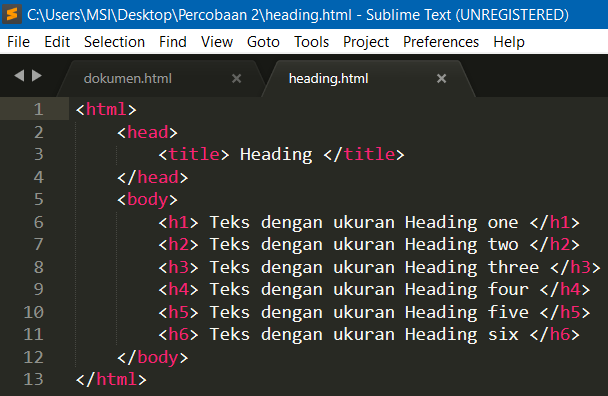 C:\Users\MSI\Desktop\Percobaan 2\heading.html - Sublime Text (UNREGISTERED)
File Edit Selection Find View Goto Tools Project Preferences Help
dokumen.html × heading.html ×
1 <html>
2 <head>
3 <title> Heading </title>
4 </head>
5 <body>
6 <h1> Teks dengan ukuran Heading one </h1>
7 <h2> Teks dengan ukuran Heading two </h2>
8 <h3> Teks dengan ukuran Heading three </h3>
9 <h4> Teks dengan ukuran Heading four </h4>
10 <h5> Teks dengan ukuran Heading five </h5>
11 <h6> Teks dengan ukuran Heading six </h6>
12 </body>
13 </html>